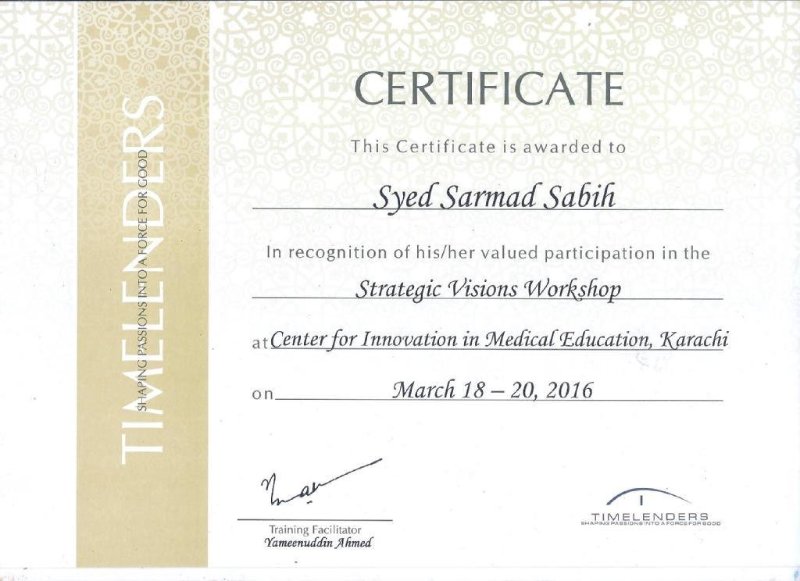 TIMELENDERS
SHAPING PASSIONS INTO A FORCE FOR GOOD
CERTIFICATE
This Certificate is awarded to
Syed Sarmad Sabih
In recognition of his/her valued participation in the
Strategic Visions Workshop
at Center for Innovation in Medical Education, Karachi
on March 18 – 20, 2016
Training Facilitator
Yameenuddin Ahmed
TIMELENDERS
SHAPING PASSIONS INTO A FORCE FOR GOOD